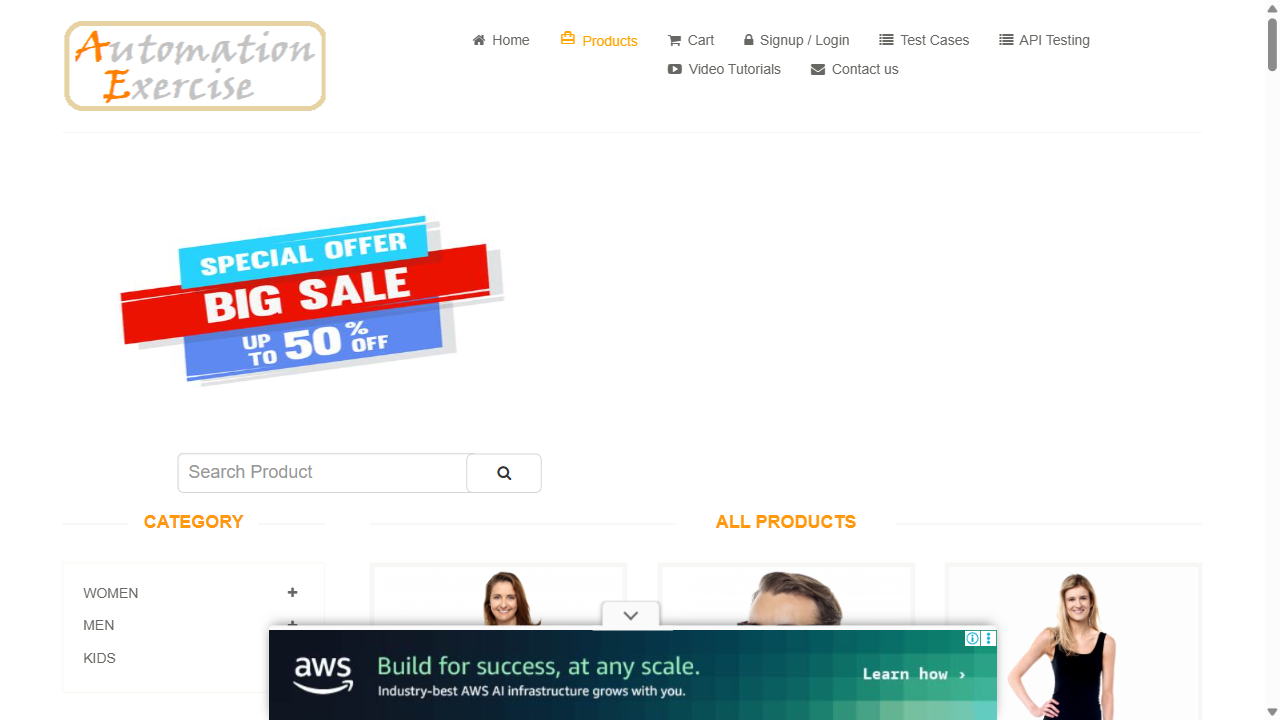 Automation
Exercise
Home
Products
Cart
Signup / Login
Test Cases
API Testing
Video Tutorials
Contact us
SPECIAL OFFER
BIG SALE
UP TO 50% OFF
Search Product
CATEGORY
ALL PRODUCTS
WOMEN
MEN
KIDS
aws
Build for success, at any scale.
Industry-best AWS AI infrastructure grows with you.
Learn how ›